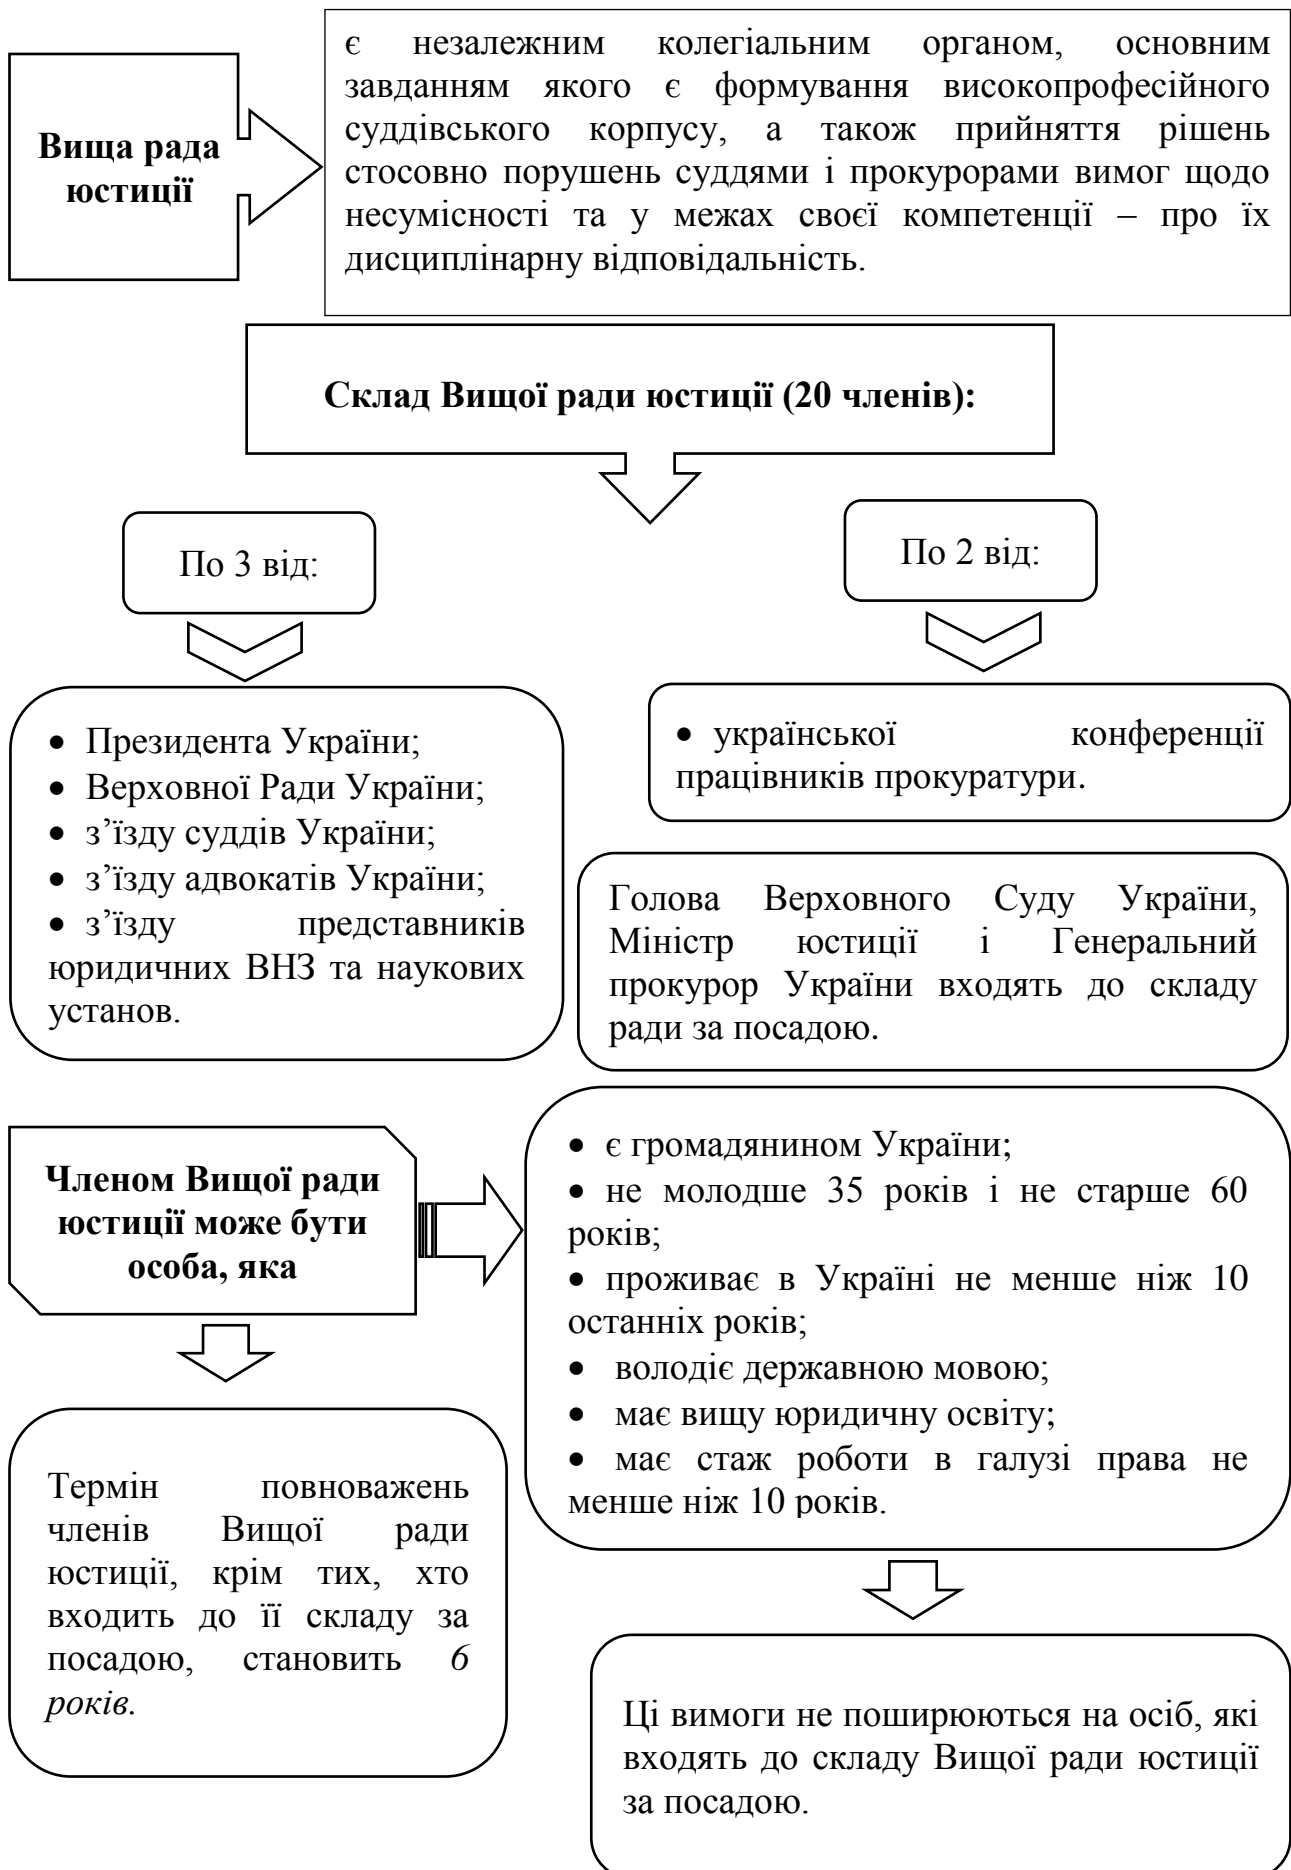 Вища рада
юстиції
є незалежним колегіальним органом, основним
завданням якого є формування високопрофесійного
суддівського корпусу, а також прийняття рішень
стосовно порушень суддями і прокурорами вимог щодо
несумісності та у межах своєї компетенції – про їх
дисциплінарну відповідальність.
Склад Вищої ради юстиції (20 членів):
По 3 від:
• Президента України;
• Верховної Ради України;
• з’їзду суддів України;
• з’їзду адвокатів України;
• з’їзду представників
юридичних ВНЗ та наукових
установ.
По 2 від:
• української конференції
працівників прокуратури.
Голова Верховного Суду України,
Міністр юстиції і Генеральний
прокурор України входять до складу
ради за посадою.
Членом Вищої ради
юстиції може бути
особа, яка
• є громадянином України;
• не молодше 35 років і не старше 60
років;
• проживає в Україні не менше ніж 10
останніх років;
• володіє державною мовою;
• має вищу юридичну освіту;
• має стаж роботи в галузі права не
менше ніж 10 років.
Термін повноважень
членів Вищої ради
юстиції, крім тих, хто
входить до її складу за
посадою, становить 6
років.
Ці вимоги не поширюються на осіб, які
входять до складу Вищої ради юстиції
за посадою.